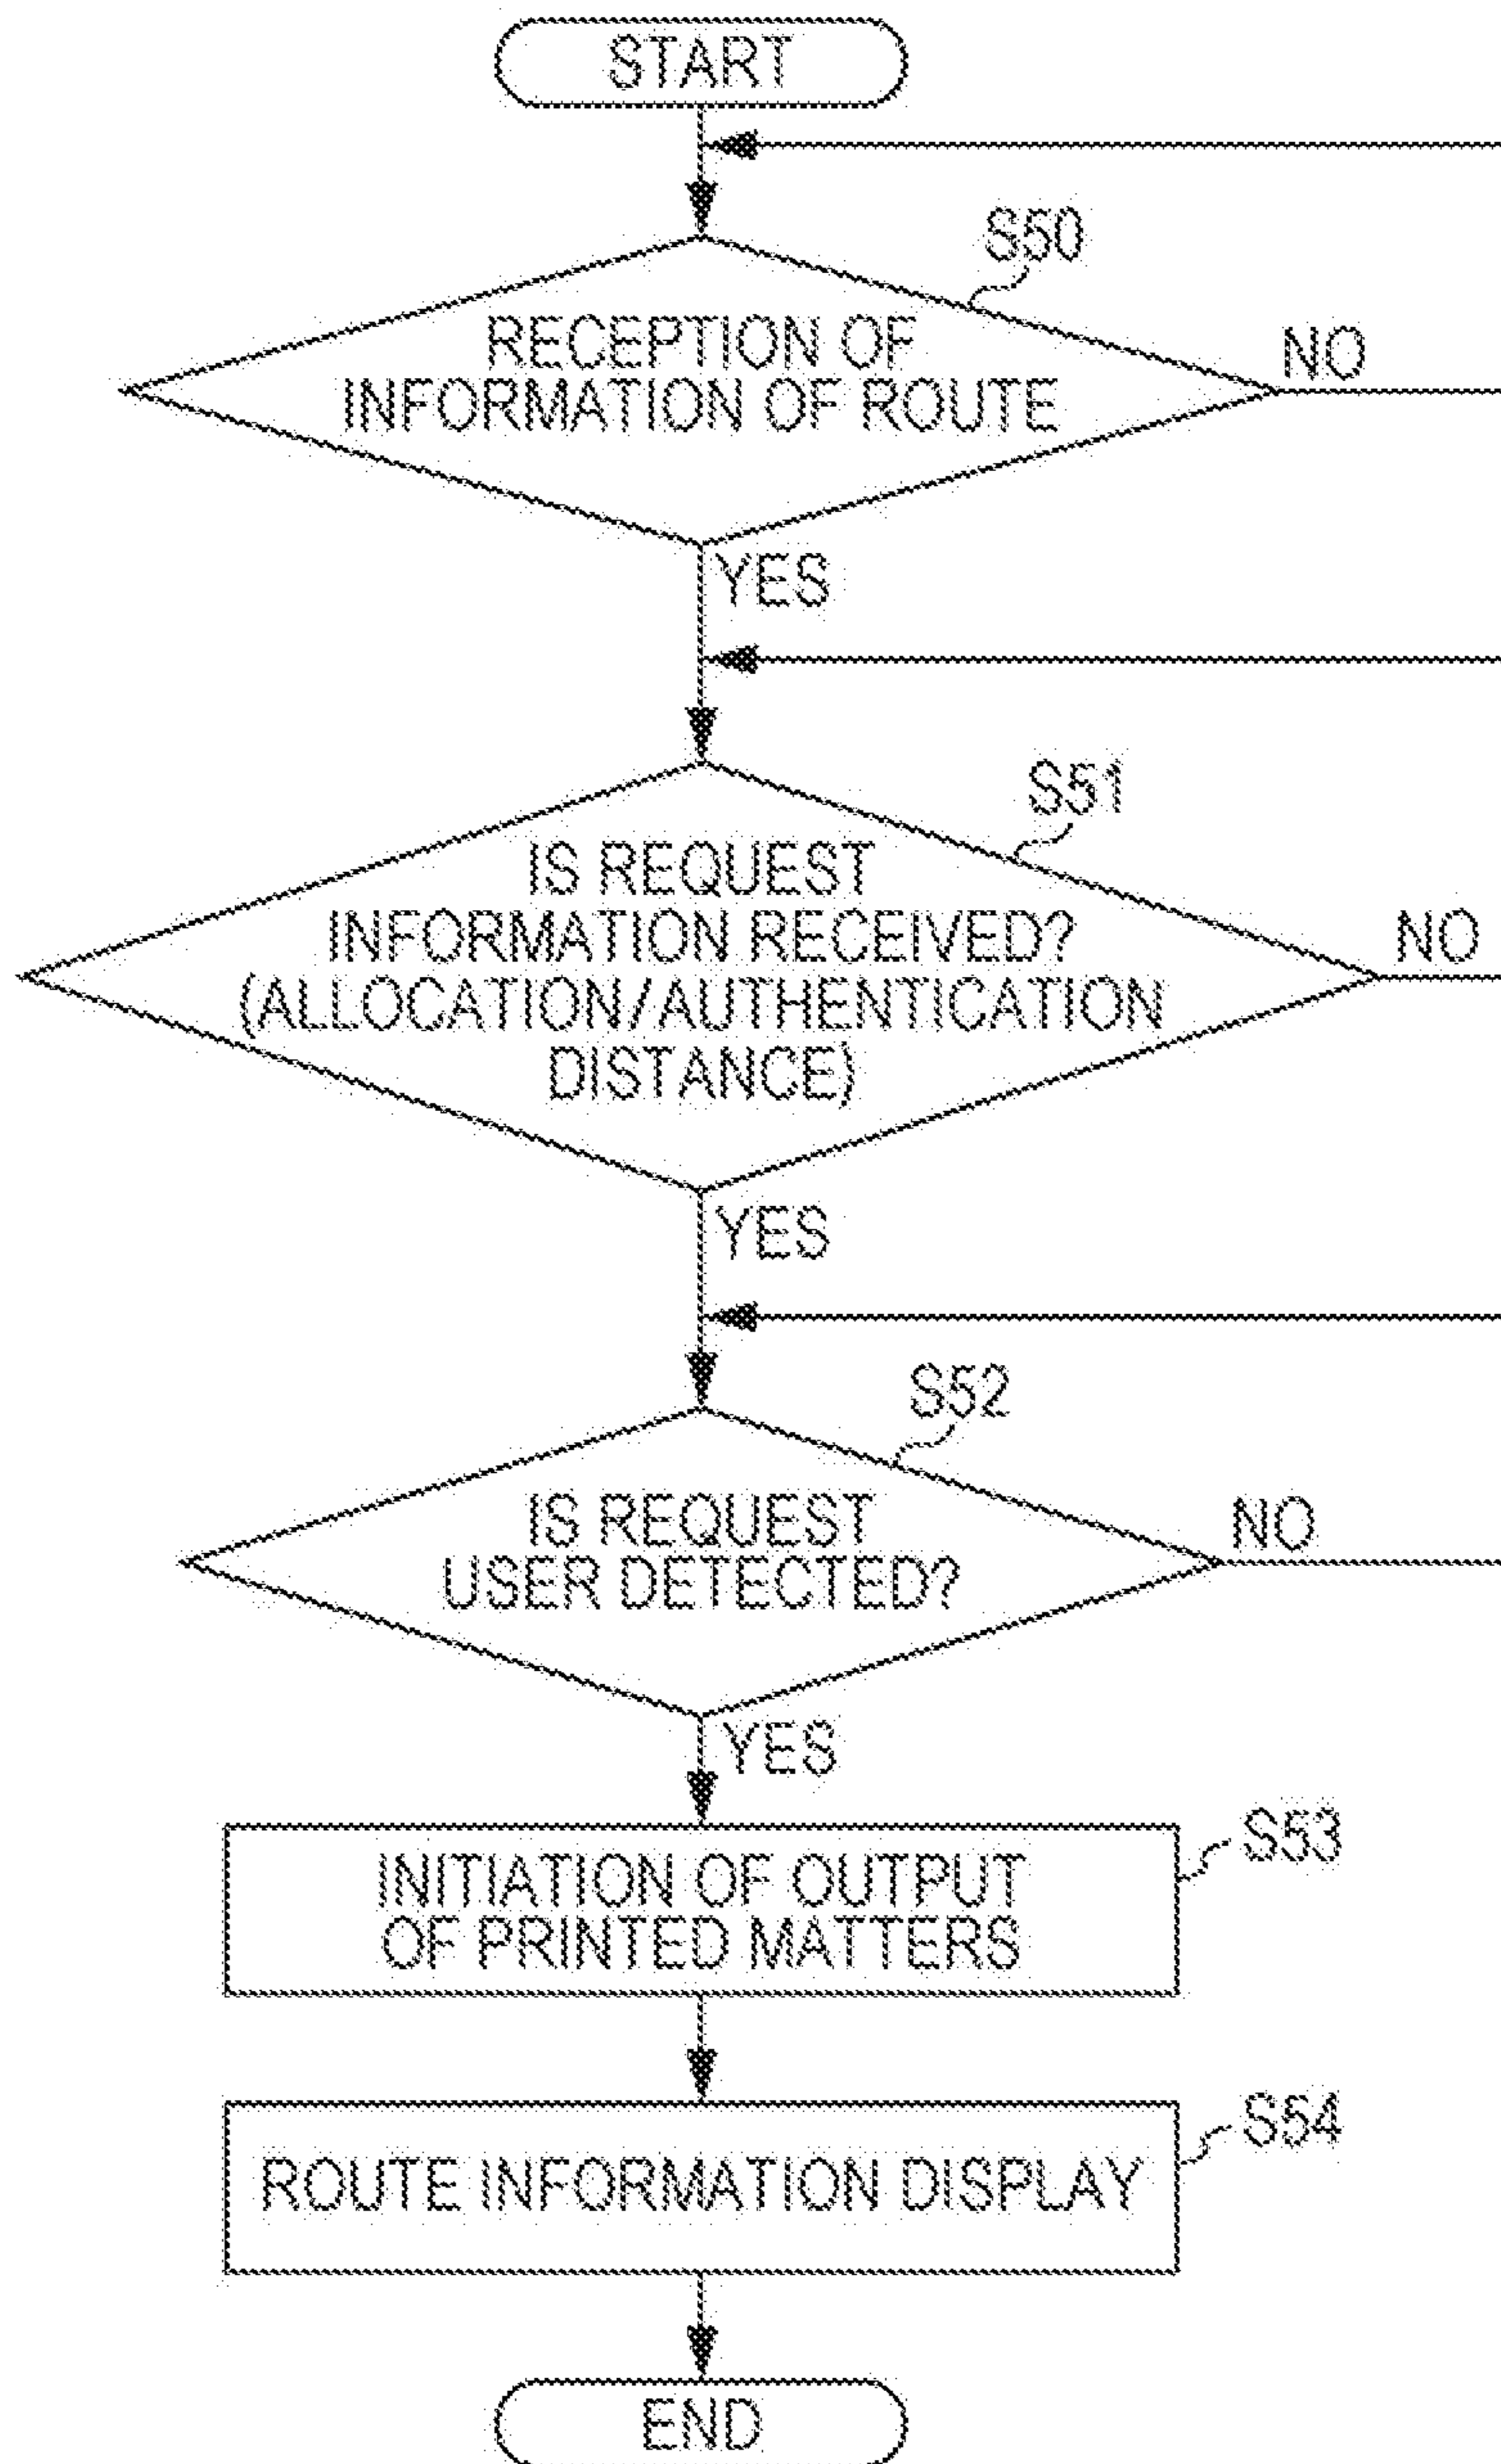 START
S50
RECEPTION OF
INFORMATION OF ROUTE
NO
YES
S51
IS REQUEST
INFORMATION RECEIVED?
(ALLOCATION/AUTHENTICATION
DISTANCE)
NO
YES
S52
IS REQUEST
USER DETECTED?
NO
YES
S53
INITIATION OF OUTPUT
OF PRINTED MATTERS
S54
ROUTE INFORMATION DISPLAY
END